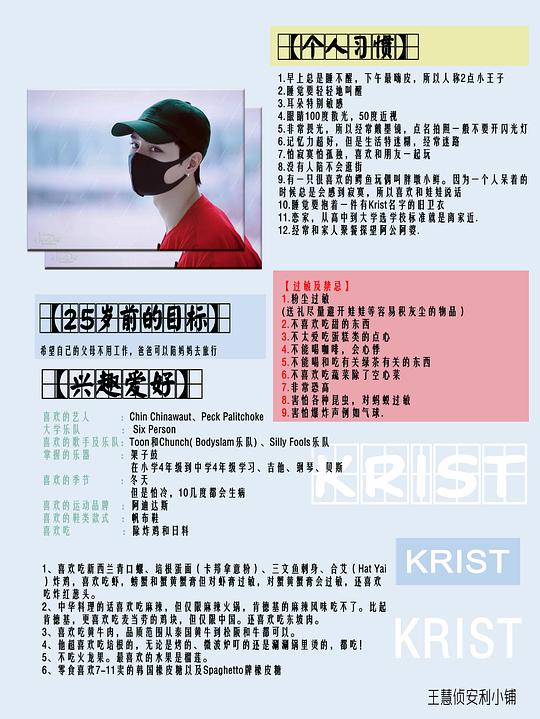 【个人习惯】
1.早上总是睡不醒，下午最嗨皮，所以人称2点小王子
2.睡觉要轻轻地叫醒
3.耳朵特别敏感
4.眼睛100度散光，50度近视
5.非常畏光，所以经常戴墨镜，点名拍照一般不要开闪光灯
6.记忆力超好，但是生活特迷糊，经常迷路
7.怕寂寞怕孤独，喜欢和朋友一起玩
8.没有人陪不会逛街
9.有一只很喜欢的鳄鱼玩偶叫胖墩小鲜。因为一个人呆着的
时候总是会感到寂寞，所以喜欢和娃娃说话
10.睡觉要抱着一件有Krist名字的旧卫衣
11.恋家，从高中到大学选学校标准就是离家近.
12.经常和家人聚餐探望阿公阿婆.
【过敏及禁忌】
1.粉尘过敏
(送礼尽量避开娃娃等容易积灰尘的物品）
2.不喜欢吃甜的东西
3.不太爱吃蛋糕类的点心
4.不能喝咖啡，会心悸
5.不能喝和吃有关绿茶有关的东西
6.不喜欢吃蔬菜除了空心菜
7.非常恐高
8.害怕各种昆虫，对蚂蚁过敏
9.害怕爆炸声例如气球.
【25岁前的目标】
希望自己的父母不用工作，爸爸可以陪妈妈去旅行
【兴趣爱好】
喜欢的艺人：Chin Chinawaut、Peck Palitchoke
大学乐队：Six Person
喜欢的歌手及乐队：Toon和Chunch( Bodyslam乐队) 、Silly Fools乐队
掌握的乐器：架子鼓
在小学4年级到中学4年级学习、吉他、钢琴、贝斯
喜欢的季节：冬天
但是怕冷，10几度都会生病
喜欢的运动品牌：阿迪达斯
喜欢的鞋类款式：帆布鞋
喜欢吃：除炸鸡和日料
KRIST
KRIST
KRIST
1、喜欢吃新西兰青口螺、培根蛋面（卡邦拿意粉）、三文鱼刺身、合艾（Hat Yai
）炸鸡，喜欢吃虾，螃蟹和蟹黄蟹膏但对虾膏过敏，对蟹黄蟹膏会过敏，还喜欢
吃炸红葱头。
2、中华料理的话喜欢吃麻辣，但仅限麻辣火锅，肯德基的麻辣风味吃不了。比起
肯德基，更喜欢吃麦当劳的鸡块，但仅限中国。还喜欢吃东坡肉。
3、喜欢吃黄牛肉，品质范围从泰国黄牛到松阪和牛都可以。
4、他超喜欢吃培根的，无论是烤的、微波炉叮的还是涮涮锅里烫的，都吃！
5、不吃火龙果。最喜欢的水果是榴莲。
6、零食喜欢7-11卖的韩国橡皮糖以及Spaghetto牌橡皮糖
王慧侦安利小铺